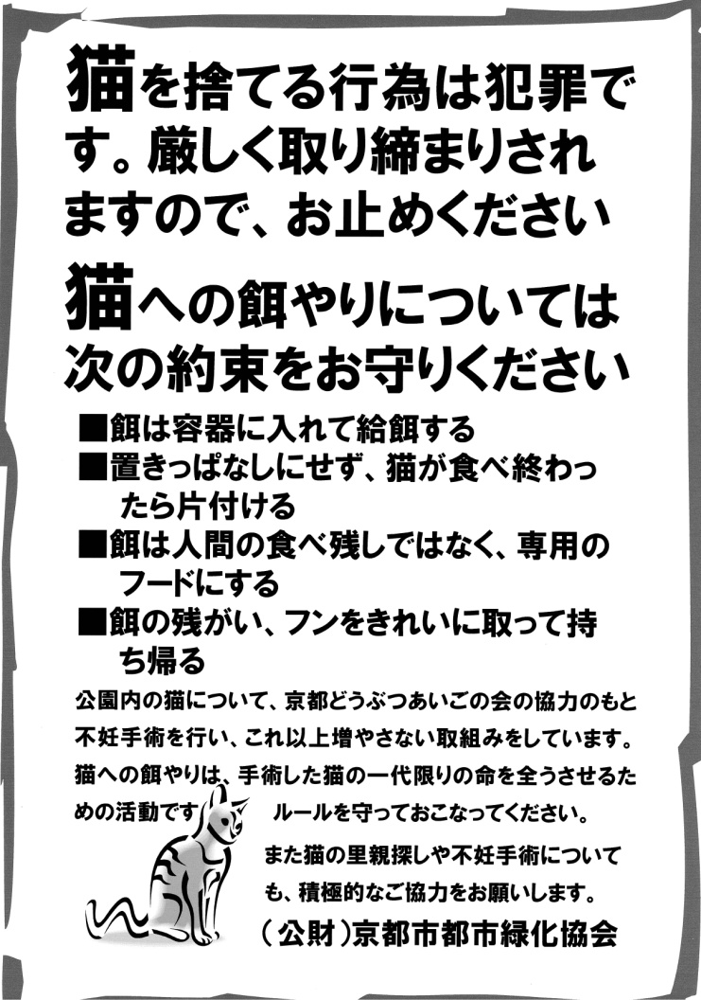 猫を捨てる行為は犯罪で
す。厳しく取り締まりされ
ますので、お止めください
猫への餌やりについては
次の約束をお守りください
■餌は容器に入れて給餌する
■置きっぱなしにせず、猫が食べ終わっ
たら片付ける
■餌は人間の食べ残しではなく、専用の
フードにする
■餌の残がい、フンをきれいに取って持
ち帰る
公園内の猫について、京都どうぶつあいごの会の協力のもと
不妊手術を行い、これ以上増やさない取組みをしています。
猫への餌やりは、手術した猫の一代限りの命を全うさせるた
めの活動です ルールを守っておこなってください。
また猫の里親探しや不妊手術について
も、積極的なご協力をお願いします。
（公財）京都市都市緑化協会